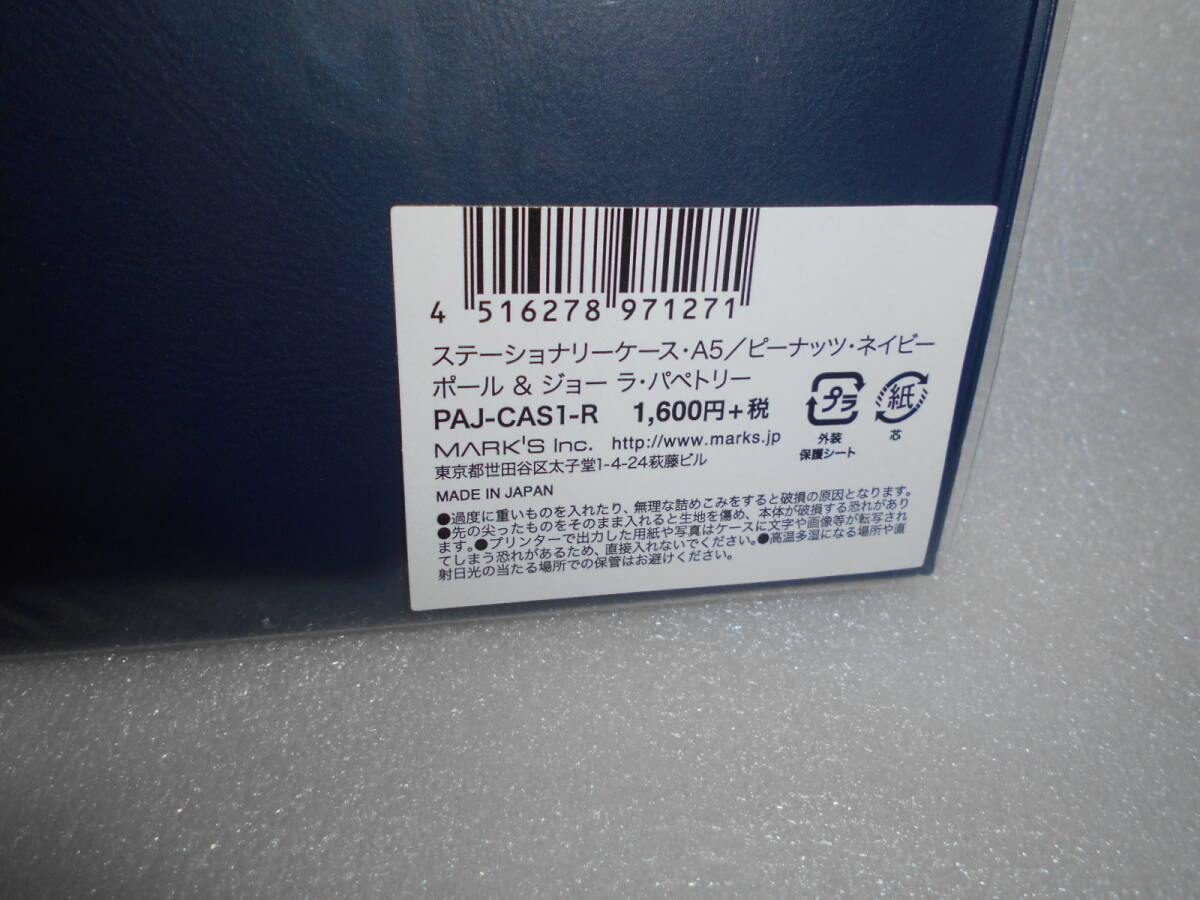 4 516278 971271
ステーショナリーケース・A5／ピーナッツ・ネイビー
ポール & ジョー ラ・パペトリー
PAJ-CAS1-R 1,600円+税
プラ 紙
外装 芯
保護シート
MARK'S Inc. http://www.marks.jp
東京都世田谷区太子堂1-4-24萩藤ビル
MADE IN JAPAN
●過度に重いものを入れたり、無理な詰めこみをすると破損の原因となります。
●先の尖ったものをそのまま入れると生地を傷め、本体が破損する恐れがあり
ます。●プリンターで出力した用紙や写真はケースに文字や画像等が転写され
てしまう恐れがあるため、直接入れないでください。●高温多湿になる場所や直
射日光の当たる場所での保管はお避けください。